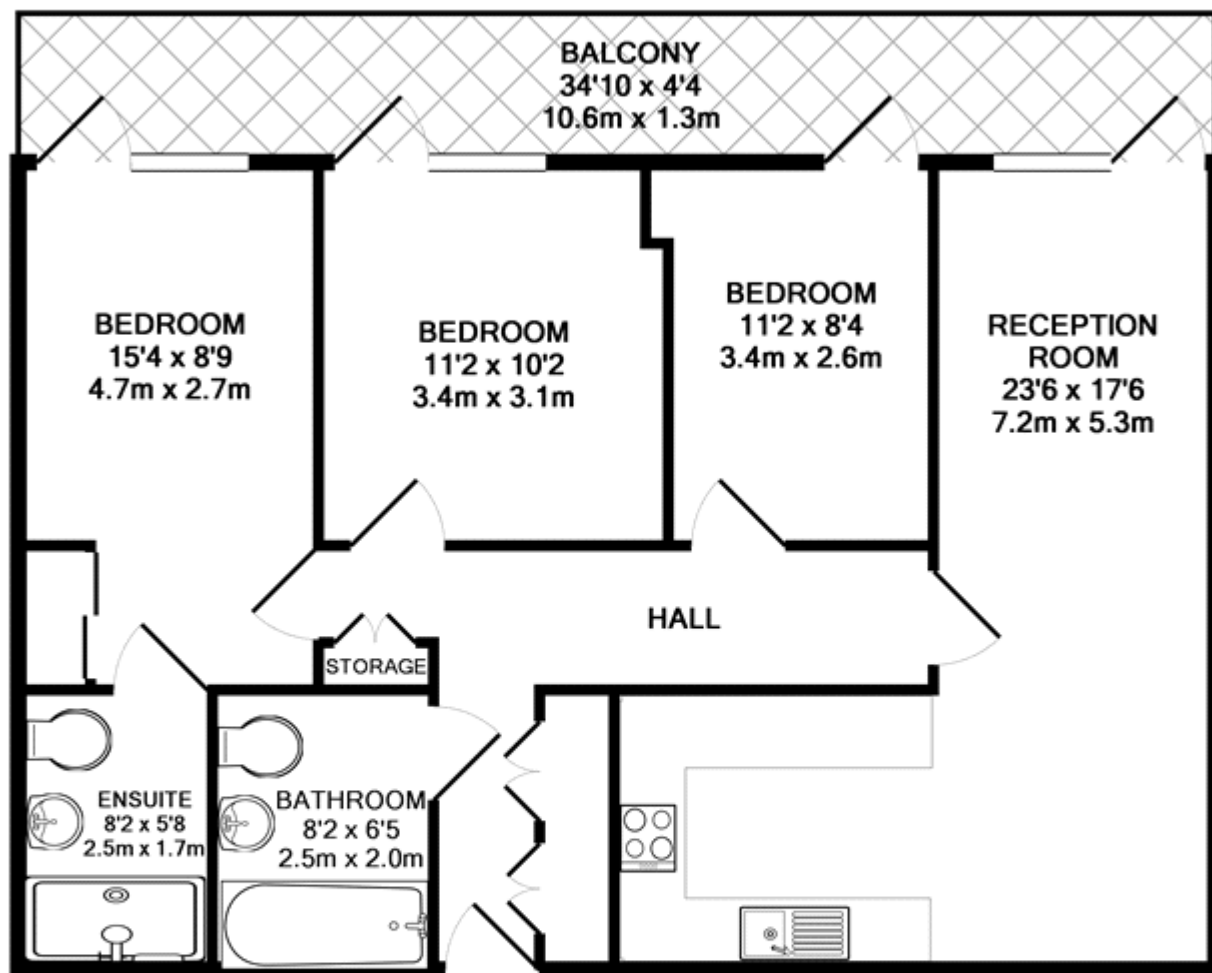 BALCONY
34'10 x 4'4
10.6m x 1.3m
BEDROOM
15'4 x 8'9
4.7m x 2.7m
BEDROOM
11'2 x 10'2
3.4m x 3.1m
BEDROOM
11'2 x 8'4
3.4m x 2.6m
RECEPTION
ROOM
23'6 x 17'6
7.2m x 5.3m
HALL
STORAGE
ENSUITE
8'2 x 5'8
2.5m x 1.7m
BATHROOM
8'2 x 6'5
2.5m x 2.0m